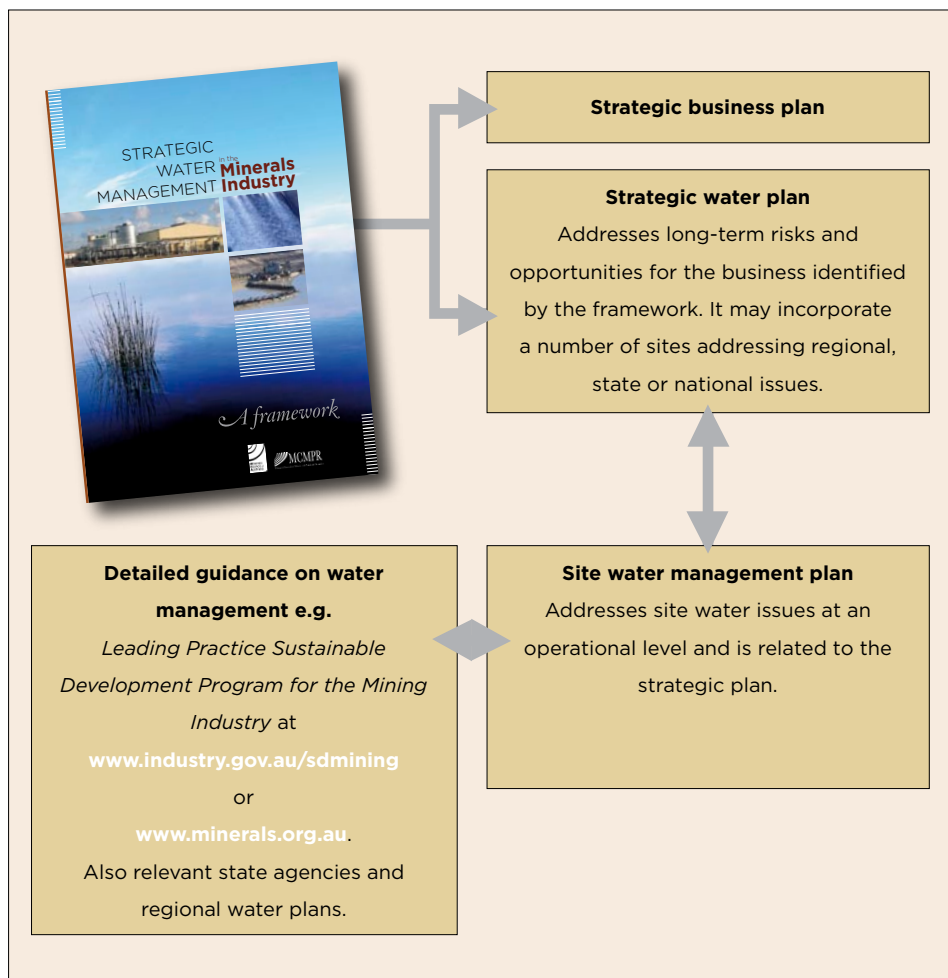 STRATEGIC
WATER
MANAGEMENT
in the
Minerals
Industry
A framework
MCMPR
Strategic business plan
Strategic water plan
Addresses long-term risks and
opportunities for the business identified
by the framework. It may incorporate
a number of sites addressing regional,
state or national issues.
Detailed guidance on water
management e.g.
Leading Practice Sustainable
Development Program for the Mining
Industry at
www.industry.gov.au/sdmining
or
www.minerals.org.au.
Also relevant state agencies and
regional water plans.
Site water management plan
Addresses site water issues at an
operational level and is related to the
strategic plan.